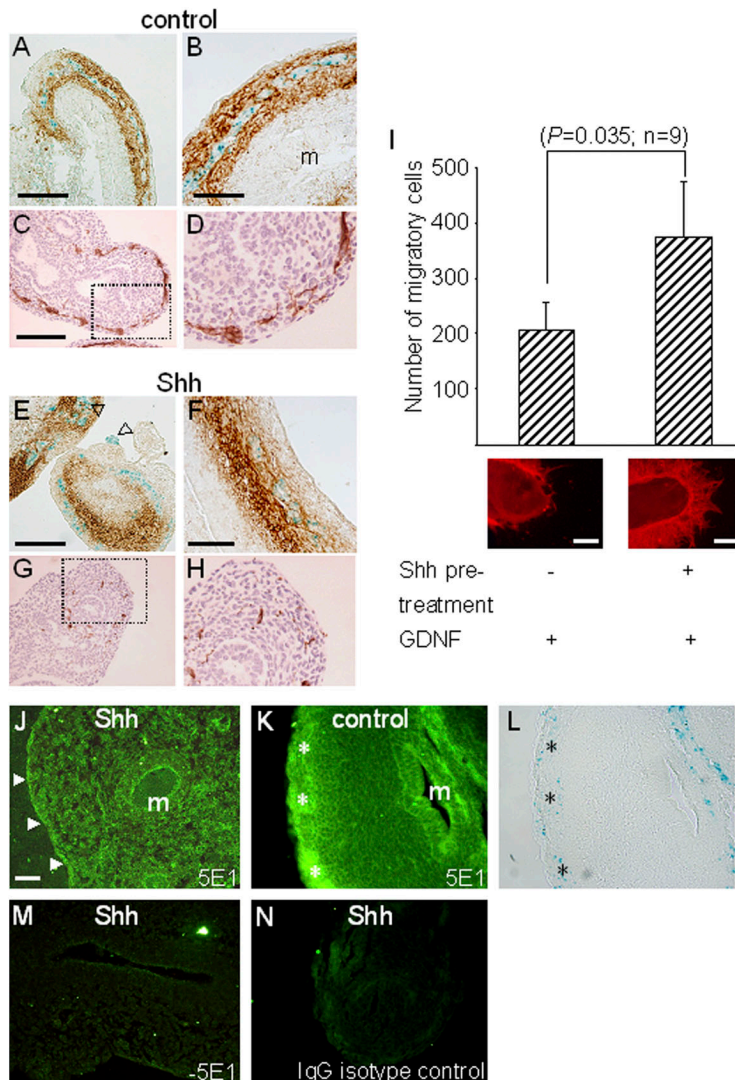 control
A
B
m
C
D
Shh
E
F
G
H
I
(P=0.035; n=9)
Number of migratory cells
500
400
300
200
100
Shh pre-
treatment
- +
GDNF
+ +
J
Shh
m
5E1
K
control
m
5E1
* * *
L
* * *
M
Shh
-5E1
N
Shh
IgG isotype control